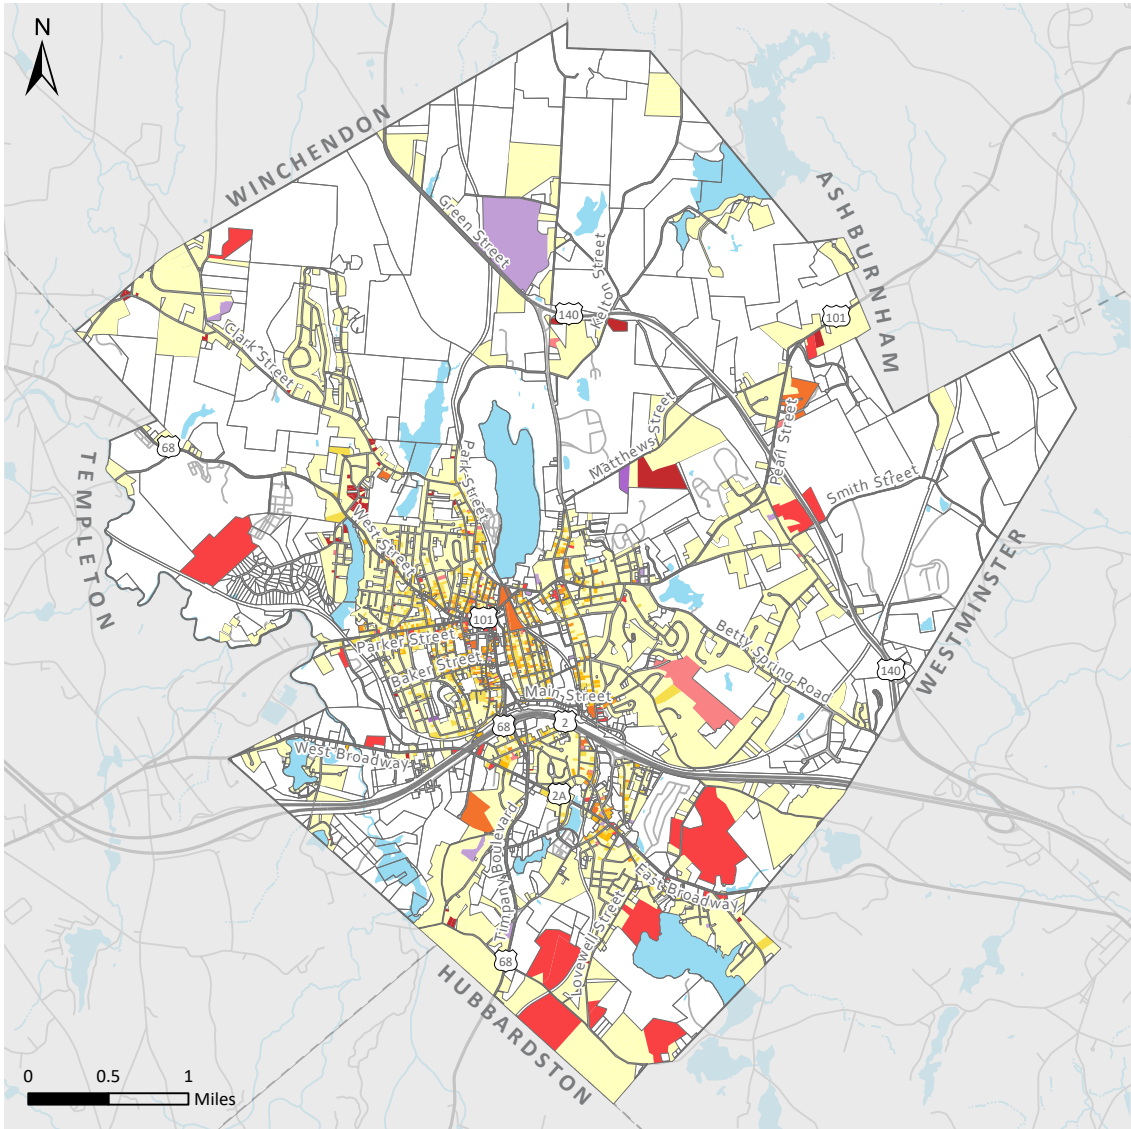 N
WINCHENDON
ASHBURNHAM
Green Street
Kelton Street
140
101
Clark Street
68
TEMPLETON
Park Street
Matthews Street
Pearl Street
Smith Street
West Street
WESTMINSTER
101
Parker Street
Baker Street
Betty Spring Road
140
Main Street
68
2
West Broadway
2A
Timpany Boulevard
East Broadway
Lovewell Street
68
HUBBARDSTON
0 0.5 1
Miles